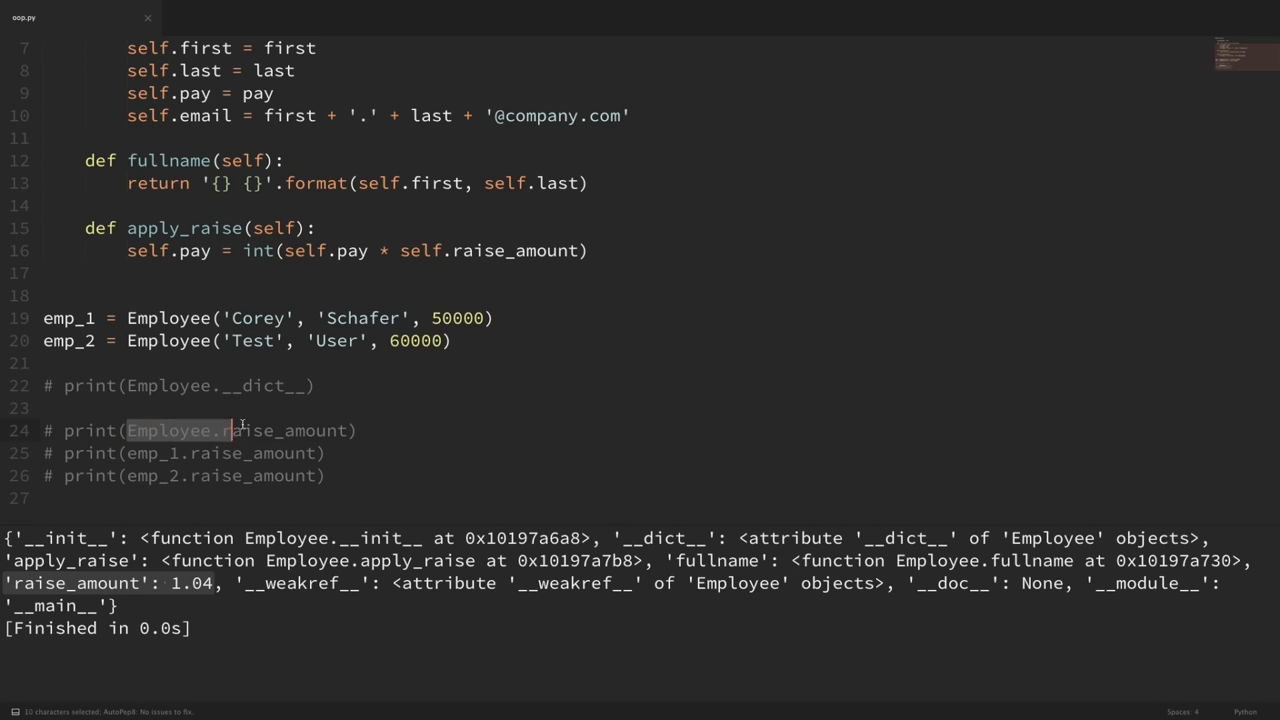 oop.py ×
7 self.first = first
8 self.last = last
9 self.pay = pay
10 self.email = first + '.' + last + '@company.com'
11
12 def fullname(self):
13 return '{} {}'.format(self.first, self.last)
14
15 def apply_raise(self):
16 self.pay = int(self.pay * self.raise_amount)
17
18
19 emp_1 = Employee('Corey', 'Schafer', 50000)
20 emp_2 = Employee('Test', 'User', 60000)
21
22 # print(Employee.__dict__)
23
24 # print(Employee.raise_amount)
25 # print(emp_1.raise_amount)
26 # print(emp_2.raise_amount)
27
{'__init__': <function Employee.__init__ at 0x10197a6a8>, '__dict__': <attribute '__dict__' of 'Employee' objects>,
'apply_raise': <function Employee.apply_raise at 0x10197a7b8>, 'fullname': <function Employee.fullname at 0x10197a730>,
'raise_amount': 1.04, '__weakref__': <attribute '__weakref__' of 'Employee' objects>, '__doc__': None, '__module__':
'__main__'}
[Finished in 0.0s]
10 characters selected; AutoPep8: No issues to fix. Spaces: 4 Python